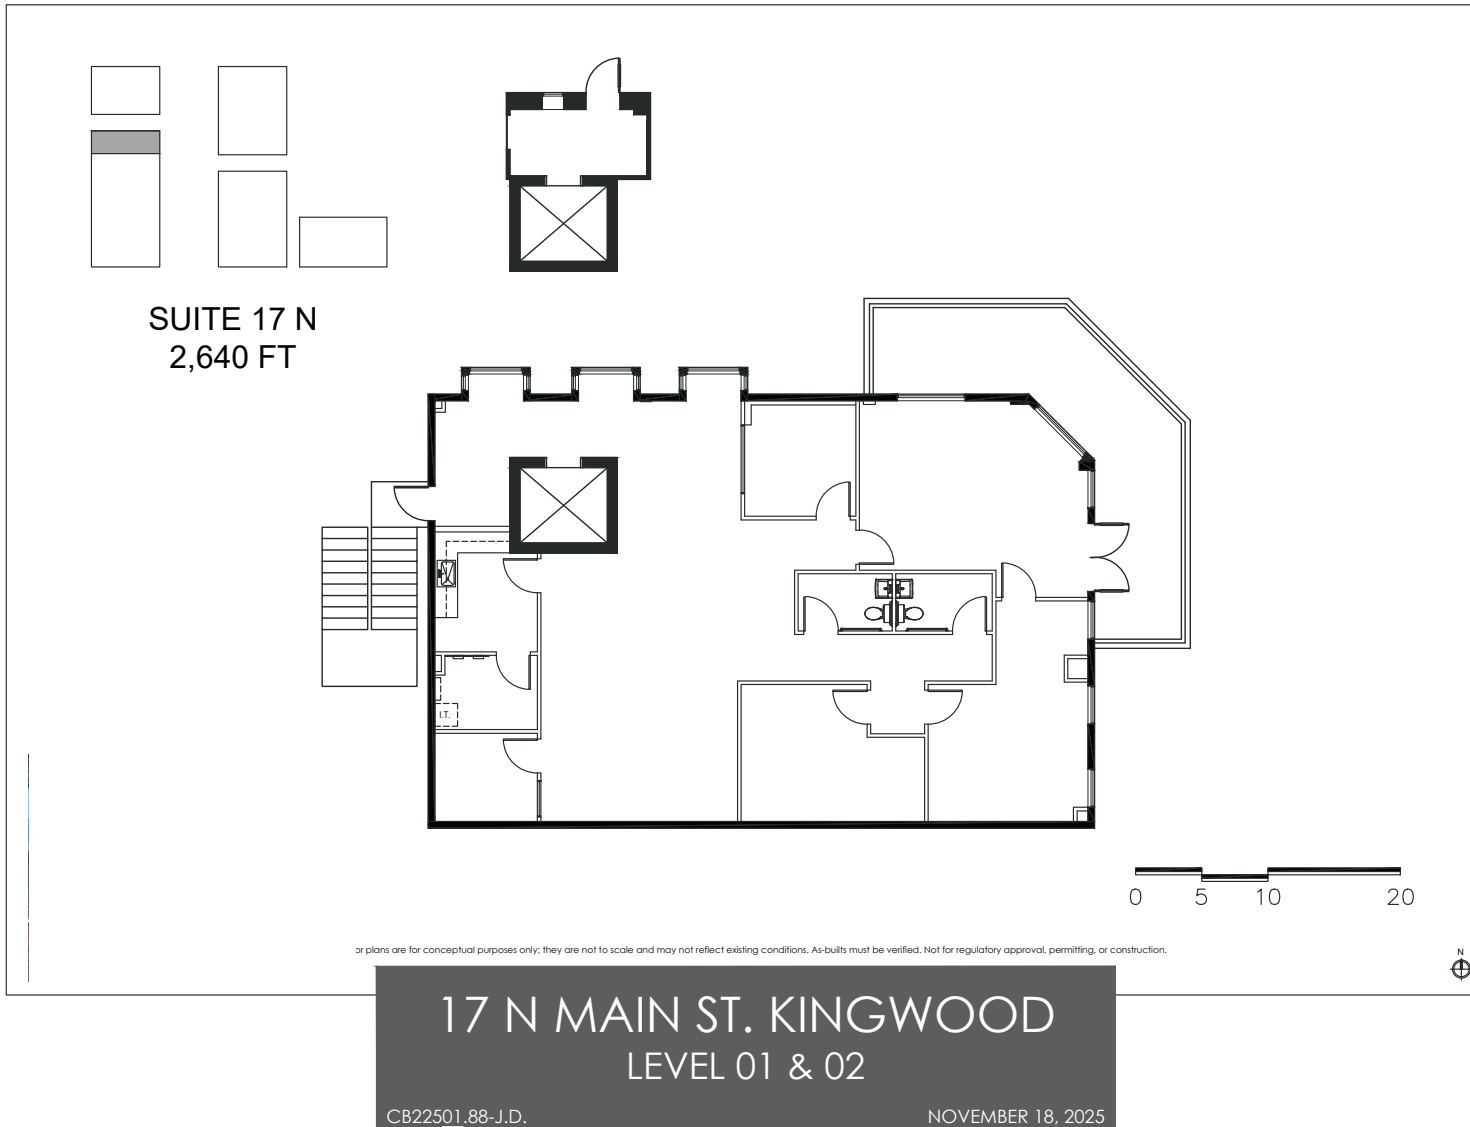 SUITE 17 N
2,640 FT
I.T.
0 5 10 20
or plans are for conceptual purposes only; they are not to scale and may not reflect existing conditions. As-builts must be verified. Not for regulatory approval, permitting, or construction.
N
17 N MAIN ST. KINGWOOD
LEVEL 01 & 02
CB22501.88-J.D.
NOVEMBER 18, 2025